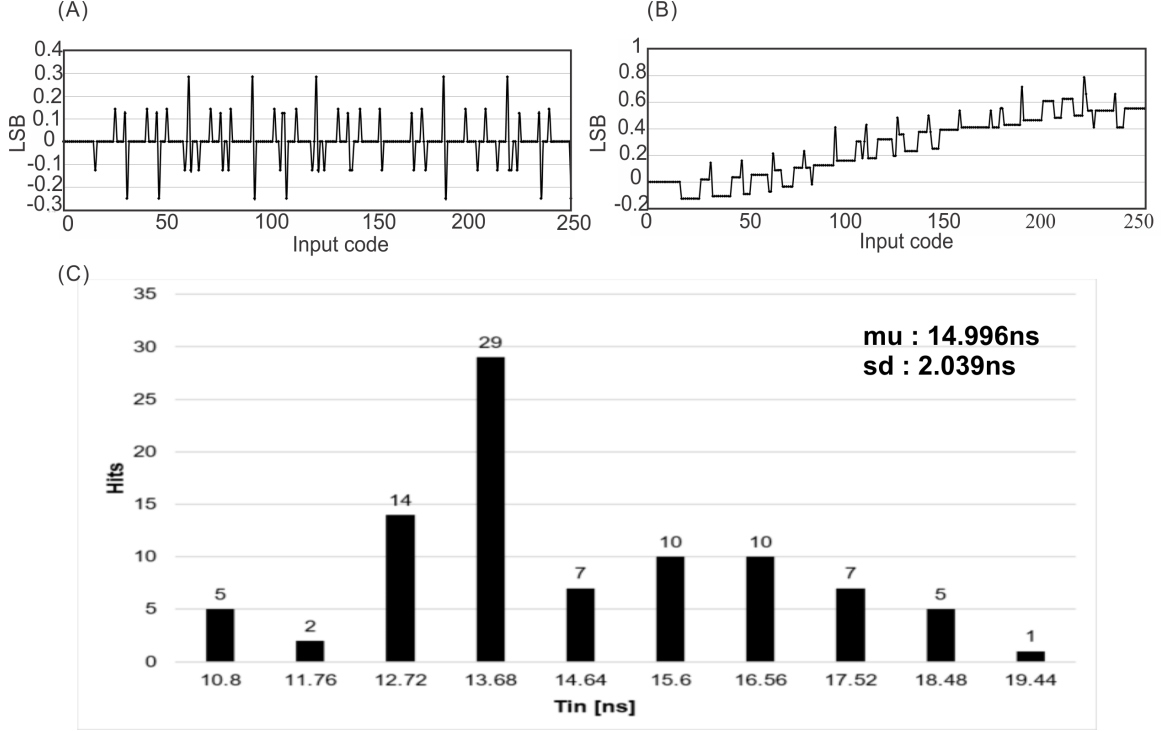 (A)
0.4
0.3
0.2
0.1
0
-0.1
-0.2
-0.3
LSB
0 50 100 150 200 250
Input code
(B)
1
0.8
0.6
0.4
0.2
0
-0.2
LSB
0 50 100 150 200 250
Input code
(C)
35
30
25
20
15
10
5
0
Hits
mu : 14.996ns
sd : 2.039ns
5 2 14 29 7 10 10 7 5 1
10.8 11.76 12.72 13.68 14.64 15.6 16.56 17.52 18.48 19.44
Tin [ns]